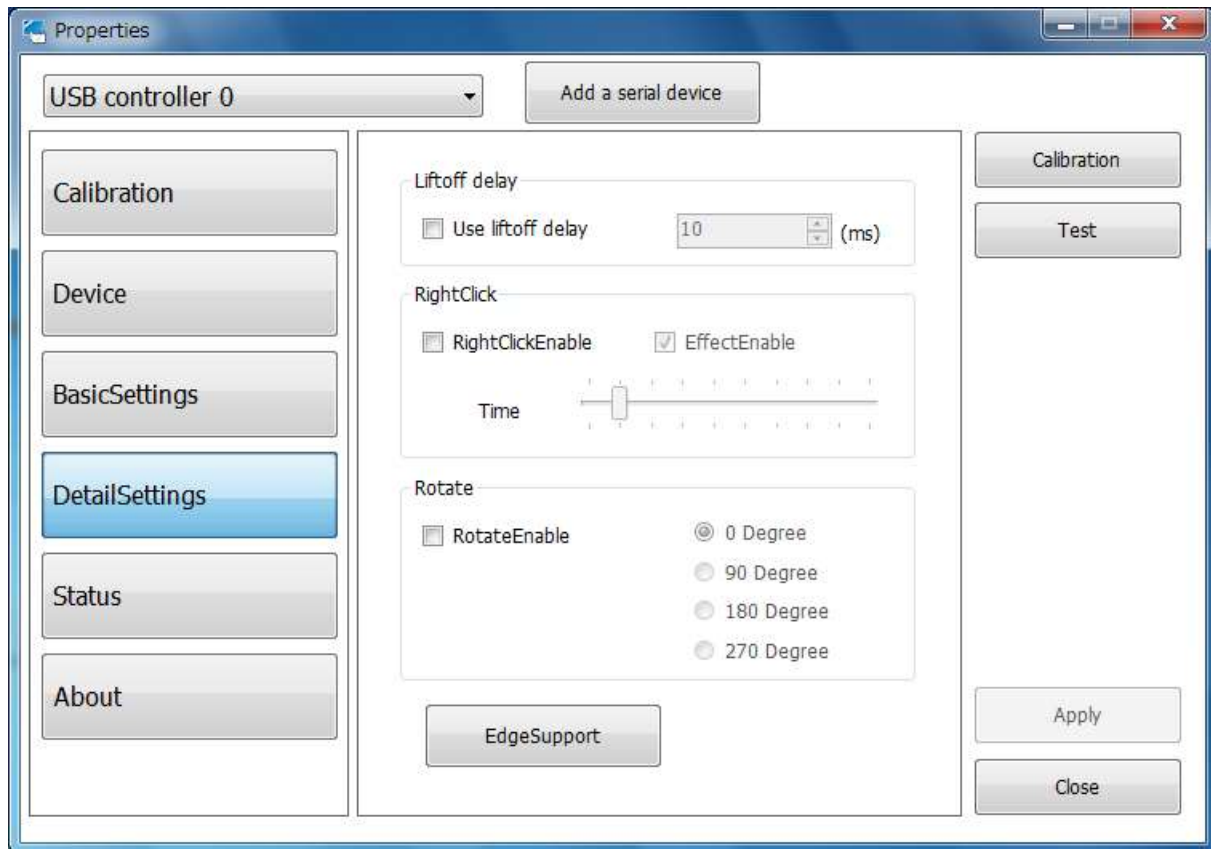 Properties
USB controller 0
Add a serial device
Calibration
Device
BasicSettings
DetailSettings
Status
About
Liftoff delay
Use liftoff delay 10 (ms)
RightClick
RightClickEnable EffectEnable
Time
Rotate
RotateEnable 0 Degree
90 Degree
180 Degree
270 Degree
EdgeSupport
Calibration
Test
Apply
Close